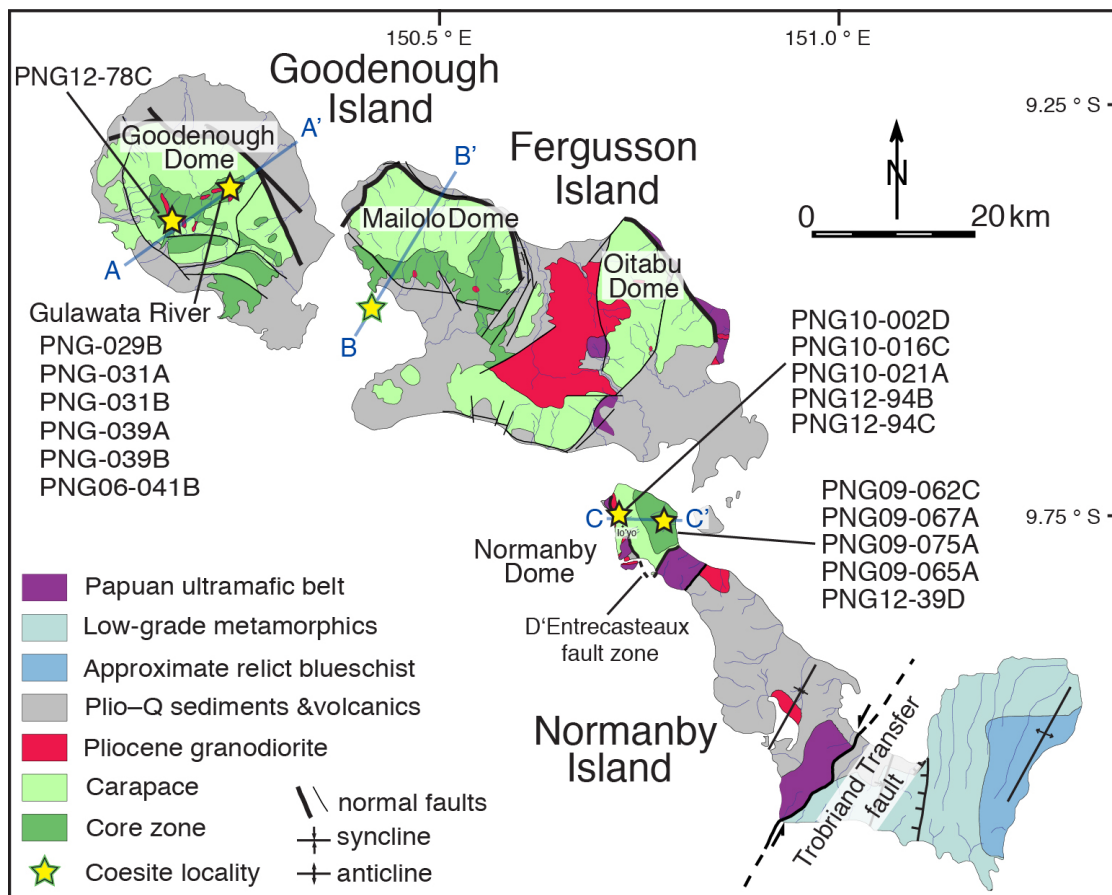 150.5 ° E
151.0 ° E
PNG12-78C
Goodenough
Island
9.25 ° S
Goodenough
Dome
A'
B'
Fergusson
Island
N
Mailolo Dome
0
20 km
Oitabu
Dome
A
Gulawata River
PNG-029B
PNG-031A
PNG-031B
PNG-039A
PNG-039B
PNG06-041B
B
PNG10-002D
PNG10-016C
PNG10-021A
PNG12-94B
PNG12-94C
C
C'
9.75 ° S
Io'yo'
PNG09-062C
PNG09-067A
PNG09-075A
PNG09-065A
PNG12-39D
Normanby
Dome
D'Entrecasteaux
fault zone
Normanby
Island
Trobriand Transfer
fault
Papuan ultramafic belt
Low-grade metamorphics
Approximate relict blueschist
Plio–Q sediments &volcanics
Pliocene granodiorite
Carapace
Core zone
Coesite locality
normal faults
syncline
anticline